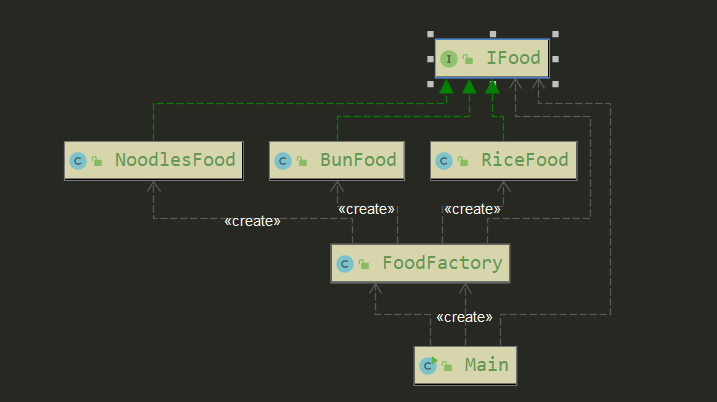 I IFood
C NoodlesFood
C BunFood
C RiceFood
«create»
«create»
«create»
C FoodFactory
«create»
C Main